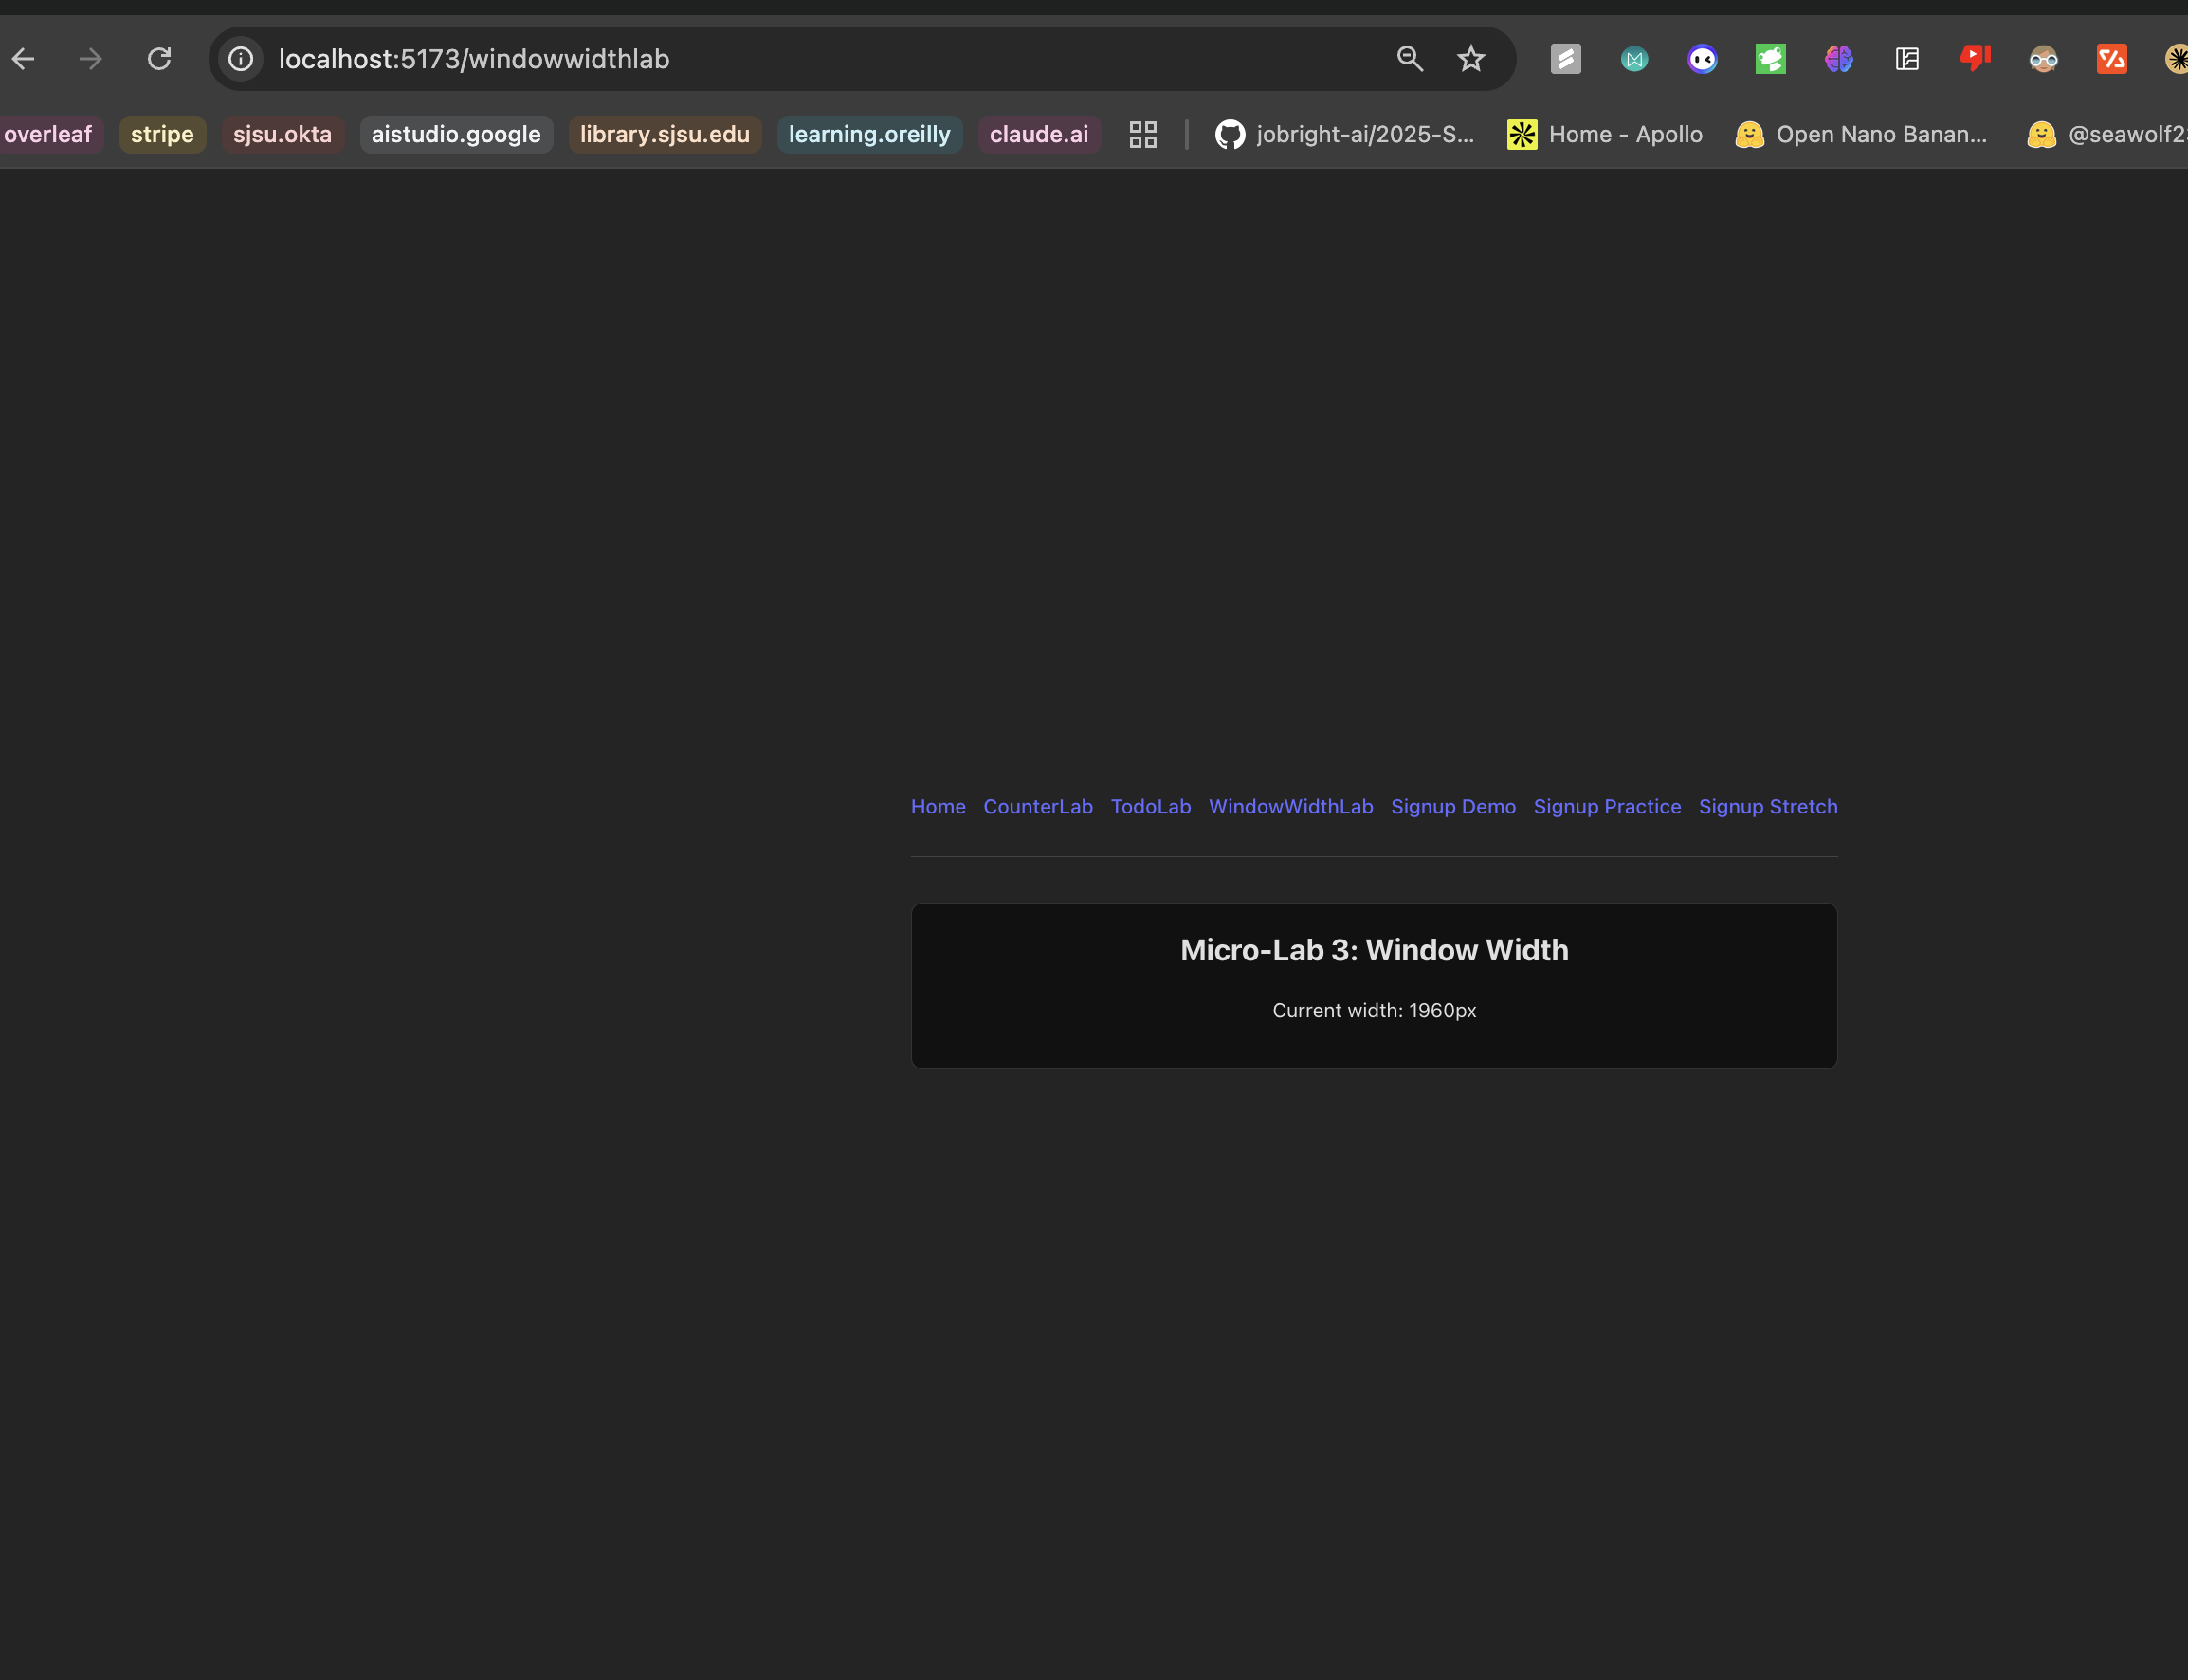 localhost:5173/windowwidthlab
overleaf stripe sjsu.okta aistudio.google library.sjsu.edu learning.oreilly claude.ai jobright-ai/2025-S... Home - Apollo Open Nano Banan... @seawolf2
Home CounterLab TodoLab WindowWidthLab Signup Demo Signup Practice Signup Stretch
Micro-Lab 3: Window Width
Current width: 1960px